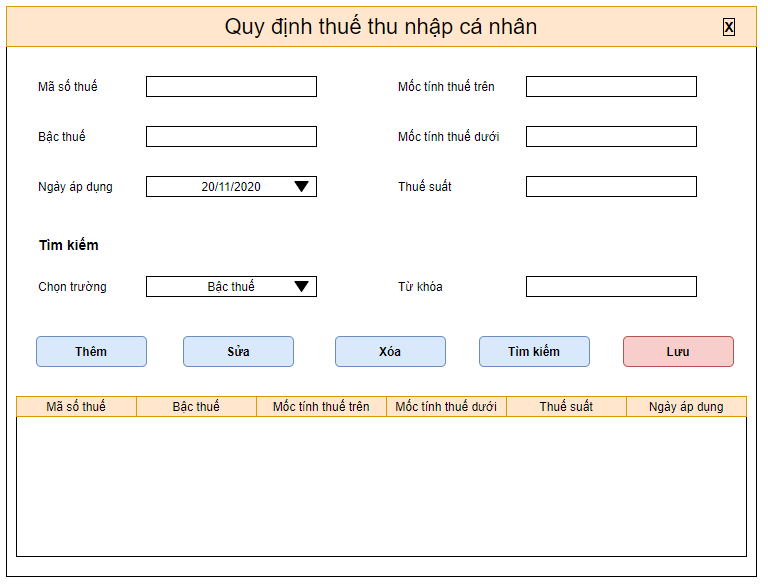 Quy định thuế thu nhập cá nhân X
Mã số thuế Mốc tính thuế trên
Bậc thuế Mốc tính thuế dưới
Ngày áp dụng 20/11/2020 Thuế suất
Tìm kiếm
Chọn trường Bậc thuế Từ khóa
Thêm Sửa Xóa Tìm kiếm Lưu
Mã số thuế Bậc thuế Mốc tính thuế trên Mốc tính thuế dưới Thuế suất Ngày áp dụng